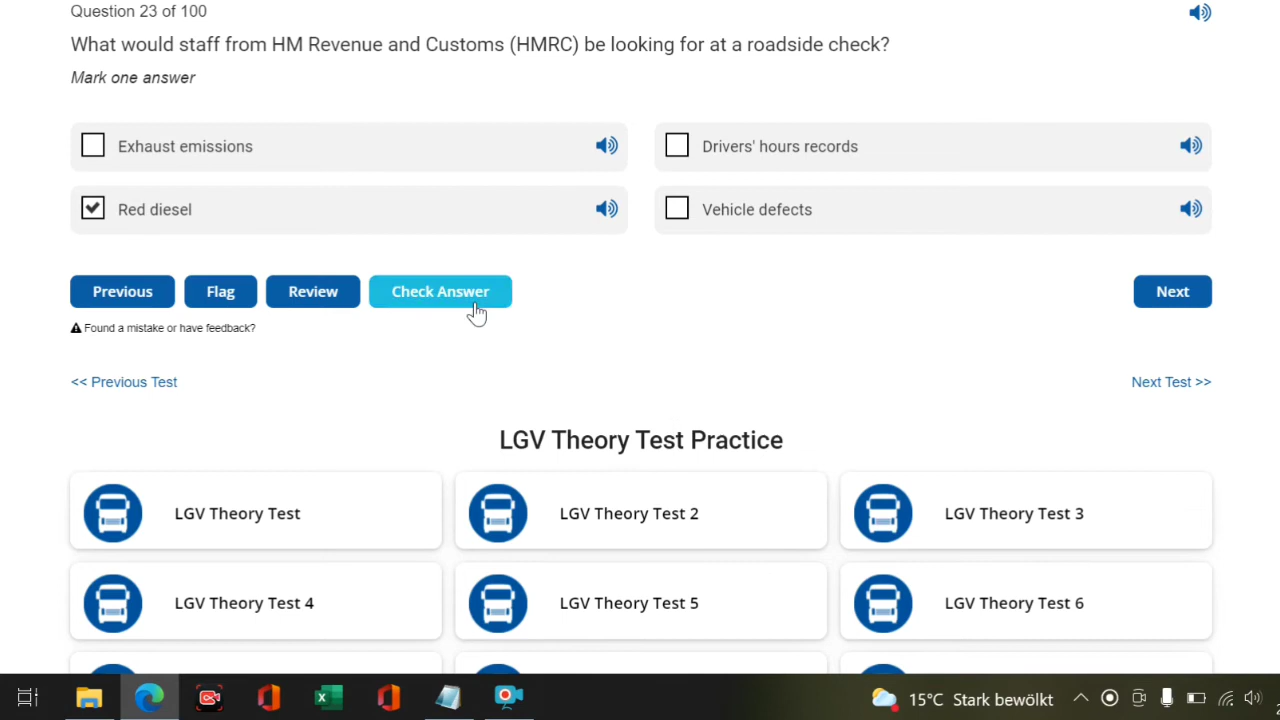 Question 23 of 100
What would staff from HM Revenue and Customs (HMRC) be looking for at a roadside check?
Mark one answer
Exhaust emissions
Drivers' hours records
Red diesel
Vehicle defects
Previous
Flag
Review
Check Answer
Next
Found a mistake or have feedback?
<< Previous Test
Next Test >>
LGV Theory Test Practice
LGV Theory Test
LGV Theory Test 2
LGV Theory Test 3
LGV Theory Test 4
LGV Theory Test 5
LGV Theory Test 6
15°C Stark bewölkt